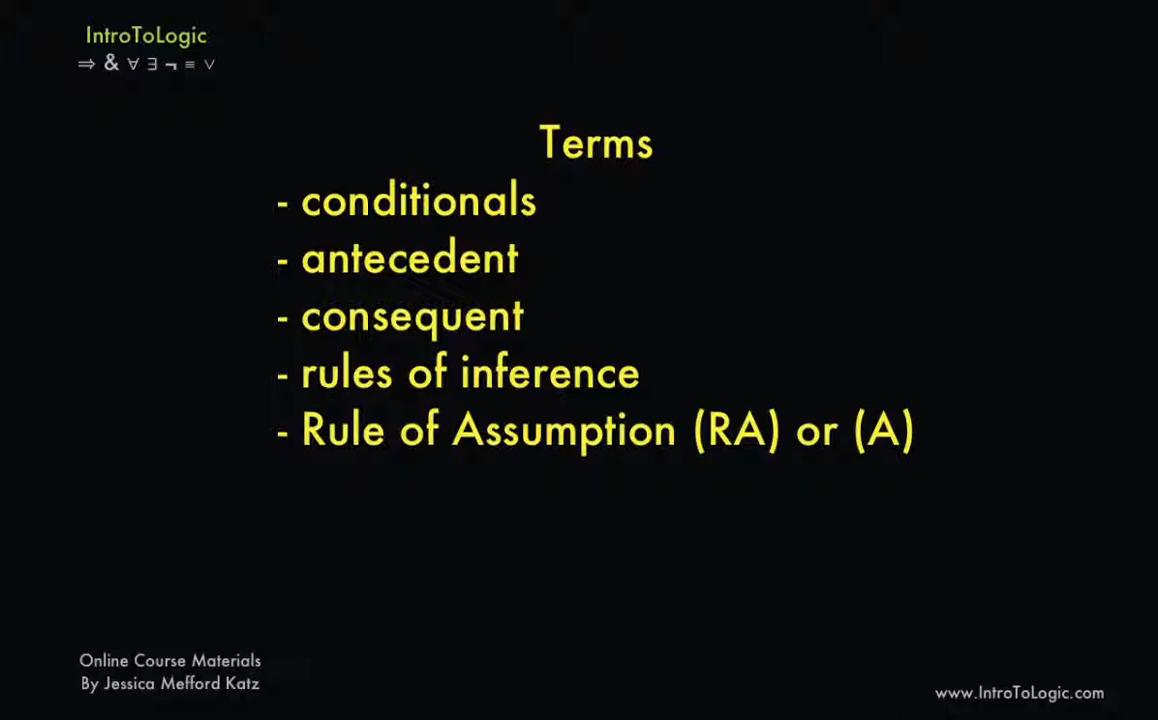 IntroToLogic
⇒ & ∀ ∃ ¬ ≡ ∨
Terms
- conditionals
- antecedent
- consequent
- rules of inference
- Rule of Assumption (RA) or (A)
Online Course Materials
By Jessica Mefford Katz
www.IntroToLogic.com